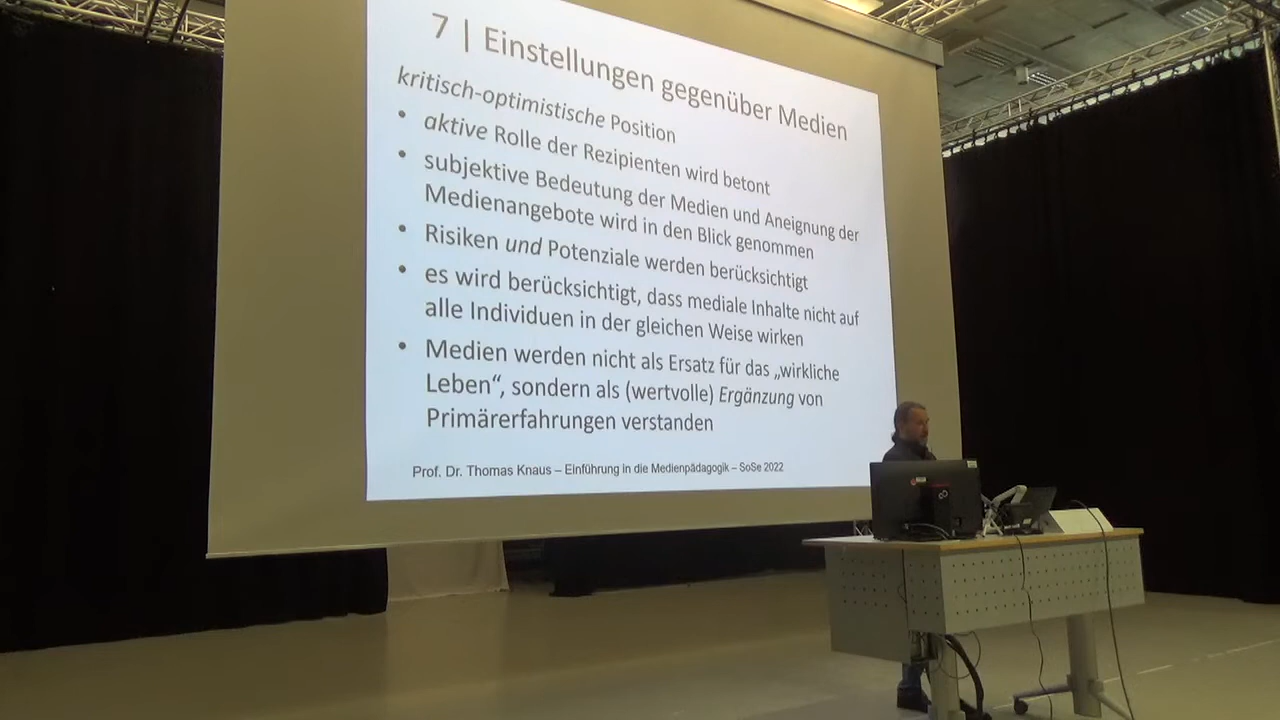 7 | Einstellungen gegenüber Medien
kritisch-optimistische Position
• aktive Rolle der Rezipienten wird betont
• subjektive Bedeutung der Medien und Aneignung der
Medienangebote wird in den Blick genommen
• Risiken und Potenziale werden berücksichtigt
• es wird berücksichtigt, dass mediale Inhalte nicht auf
alle Individuen in der gleichen Weise wirken
• Medien werden nicht als Ersatz für das „wirkliche
Leben“, sondern als (wertvolle) Ergänzung von
Primärerfahrungen verstanden
Prof. Dr. Thomas Knaus – Einführung in die Medienpädagogik – SoSe 2022